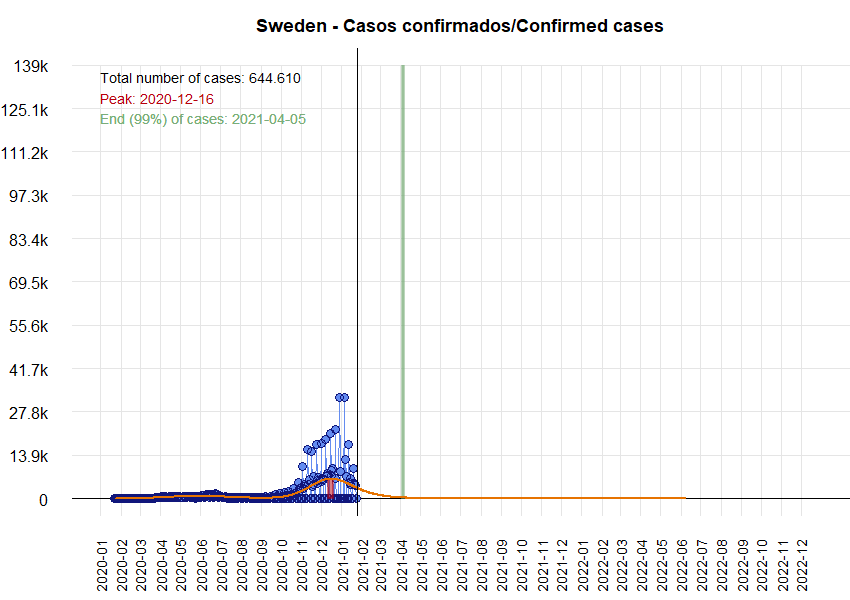 Sweden - Casos confirmados/Confirmed cases
139k
125.1k
111.2k
97.3k
83.4k
69.5k
55.6k
41.7k
27.8k
13.9k
0
Total number of cases: 644.610
Peak: 2020-12-16
End (99%) of cases: 2021-04-05
2020-01
2020-02
2020-03
2020-04
2020-05
2020-06
2020-07
2020-08
2020-09
2020-10
2020-11
2020-12
2021-01
2021-02
2021-03
2021-04
2021-05
2021-06
2021-07
2021-08
2021-09
2021-10
2021-11
2021-12
2022-01
2022-02
2022-03
2022-04
2022-05
2022-06
2022-07
2022-08
2022-09
2022-10
2022-11
2022-12